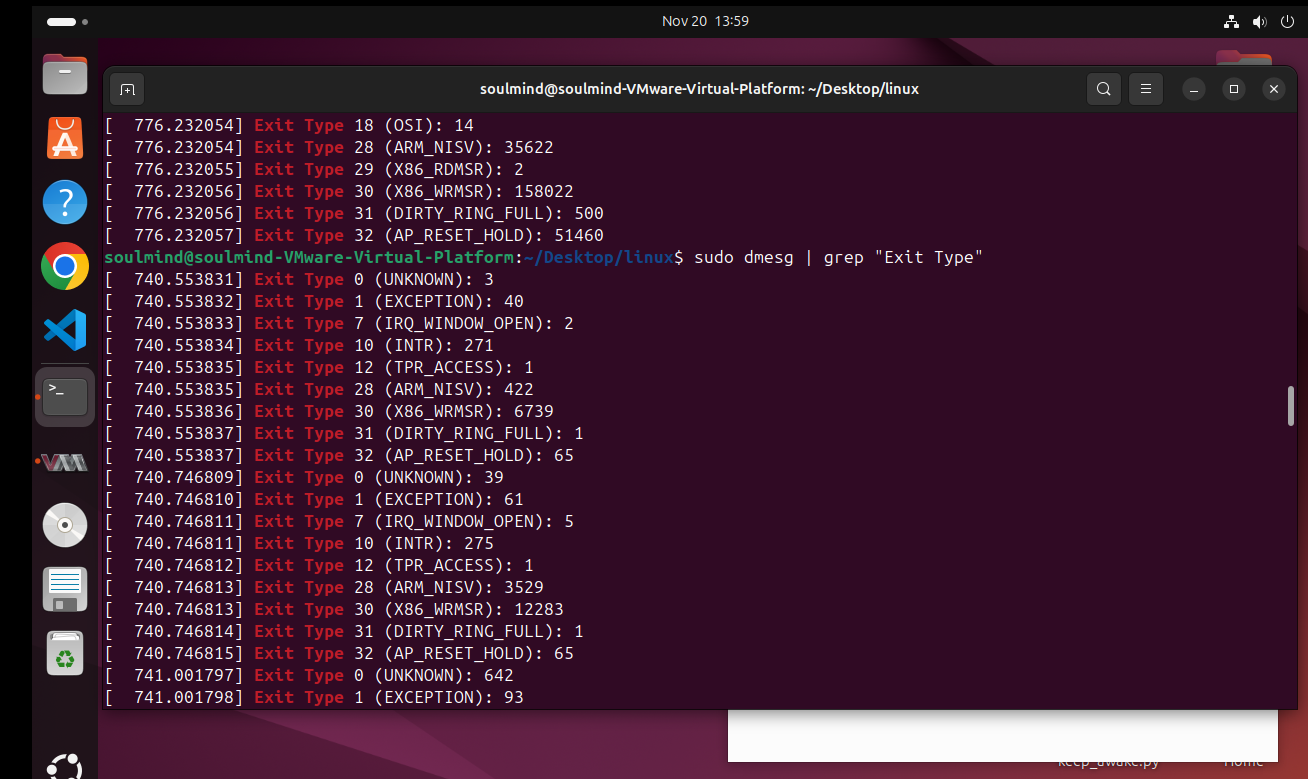 Nov 20 13:59
soulmind@soulmind-VMware-Virtual-Platform: ~/Desktop/linux
[  776.232054] Exit Type 18 (OSI): 14
[  776.232054] Exit Type 28 (ARM_NISV): 35622
[  776.232055] Exit Type 29 (X86_RDMSR): 2
[  776.232056] Exit Type 30 (X86_WRMSR): 158022
[  776.232056] Exit Type 31 (DIRTY_RING_FULL): 500
[  776.232057] Exit Type 32 (AP_RESET_HOLD): 51460
soulmind@soulmind-VMware-Virtual-Platform:~/Desktop/linux$ sudo dmesg | grep "Exit Type"
[  740.553831] Exit Type 0 (UNKNOWN): 3
[  740.553832] Exit Type 1 (EXCEPTION): 40
[  740.553833] Exit Type 7 (IRQ_WINDOW_OPEN): 2
[  740.553834] Exit Type 10 (INTR): 271
[  740.553835] Exit Type 12 (TPR_ACCESS): 1
[  740.553835] Exit Type 28 (ARM_NISV): 422
[  740.553836] Exit Type 30 (X86_WRMSR): 6739
[  740.553837] Exit Type 31 (DIRTY_RING_FULL): 1
[  740.553837] Exit Type 32 (AP_RESET_HOLD): 65
[  740.746809] Exit Type 0 (UNKNOWN): 39
[  740.746810] Exit Type 1 (EXCEPTION): 61
[  740.746811] Exit Type 7 (IRQ_WINDOW_OPEN): 5
[  740.746811] Exit Type 10 (INTR): 275
[  740.746812] Exit Type 12 (TPR_ACCESS): 1
[  740.746813] Exit Type 28 (ARM_NISV): 3529
[  740.746813] Exit Type 30 (X86_WRMSR): 12283
[  740.746814] Exit Type 31 (DIRTY_RING_FULL): 1
[  740.746815] Exit Type 32 (AP_RESET_HOLD): 65
[  741.001797] Exit Type 0 (UNKNOWN): 642
[  741.001798] Exit Type 1 (EXCEPTION): 93
keep_awake.py
Home